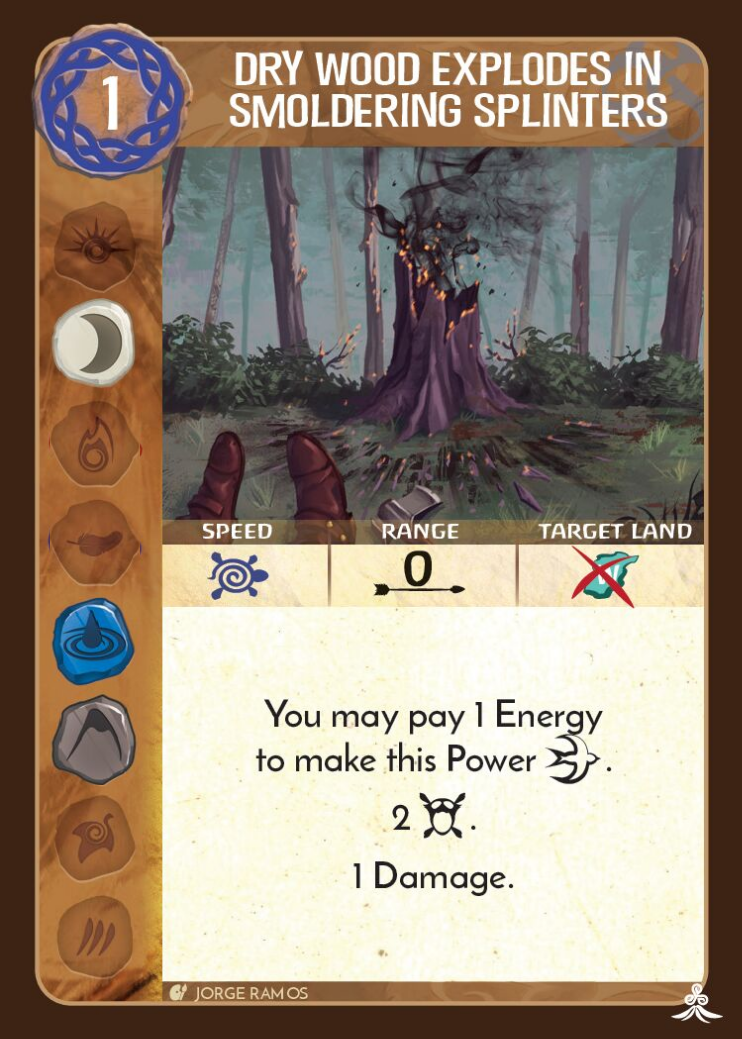 1
DRY WOOD EXPLODES IN
SMOLDERING SPLINTERS
SPEED
RANGE
TARGET LAND
0
You may pay 1 Energy
to make this Power .
2 .
1 Damage.
JORGE RAMOS